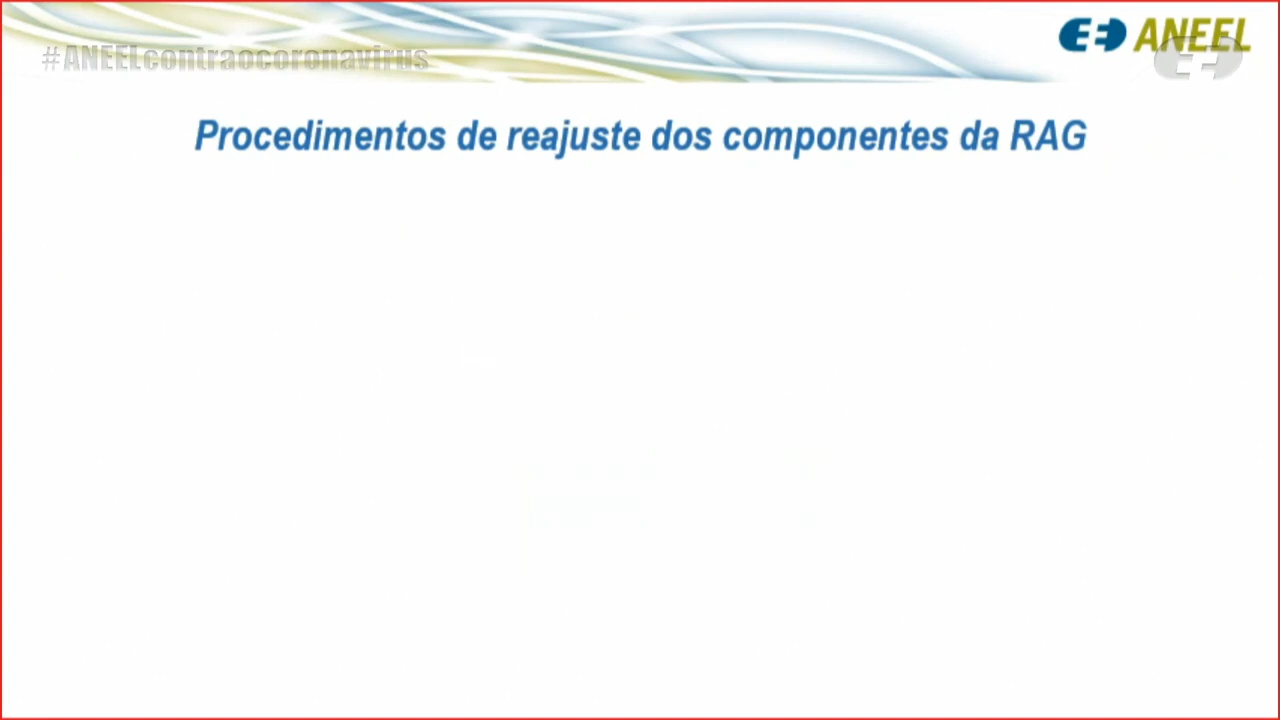 ANEEL
#ANEELcontraocoronavirus
Procedimentos de reajuste dos componentes da RAG